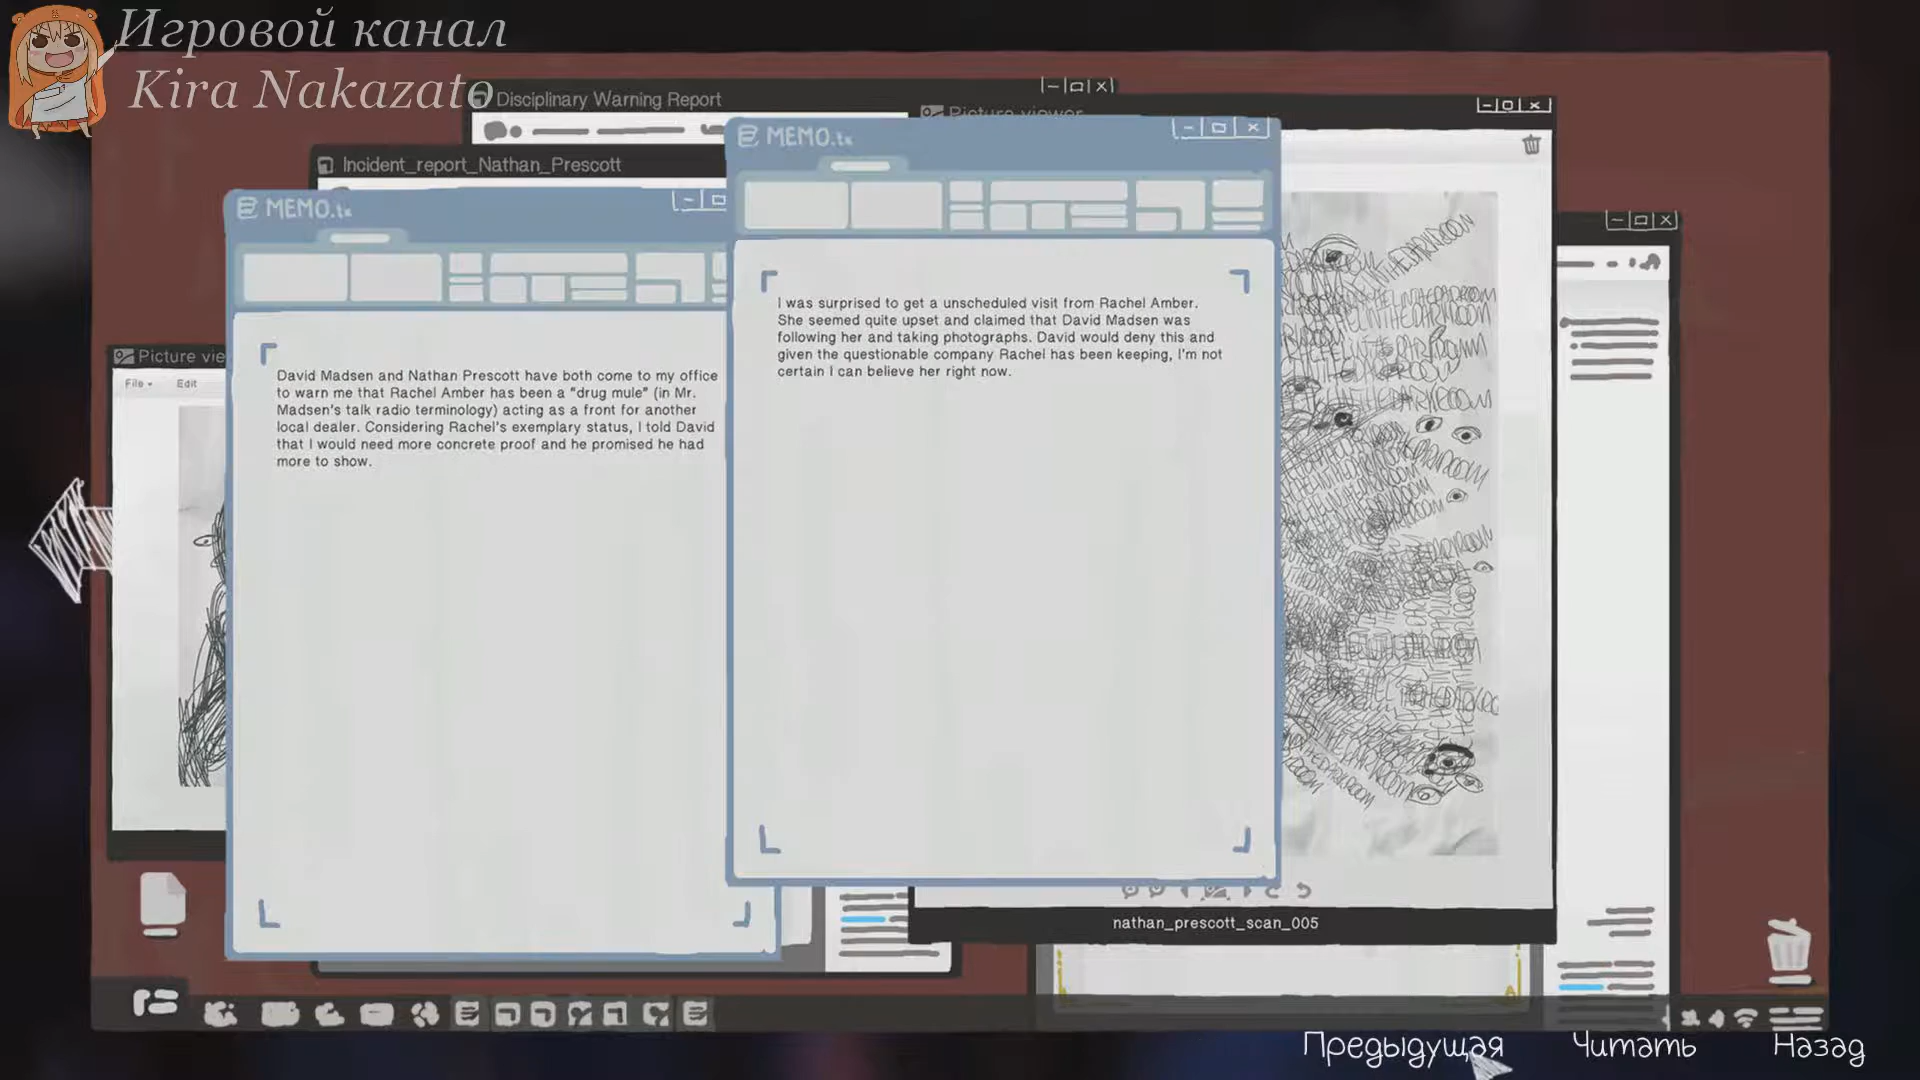 Игровой канал
Kira Nakazato
Disciplinary Warning Report
Picture viewer
MEMO.tx
Incident_report_Nathan_Prescott
MEMO.tx
I was surprised to get a unscheduled visit from Rachel Amber.
She seemed quite upset and claimed that David Madsen was
following her and taking photographs. David would deny this and
given the questionable company Rachel has been keeping, I'm not
certain I can believe her right now.
Picture vie
File
Edit
David Madsen and Nathan Prescott have both come to my office
to warn me that Rachel Amber has been a "drug mule" (in Mr.
Madsen's talk radio terminology) acting as a front for another
local dealer. Considering Rachel's exemplary status, I told David
that I would need more concrete proof and he promised he had
more to show.
nathan_prescott_scan_005
Предыдущая
Читать
Назад